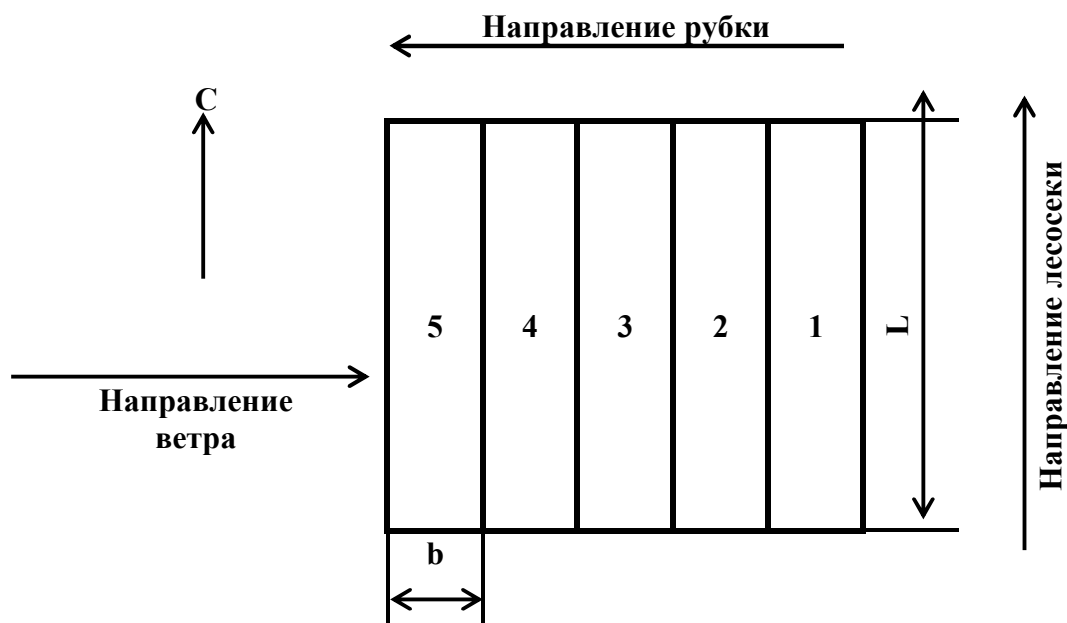 Направление рубки
С
5 4 3 2 1
L
Направление лесосеки
Направление
ветра
b